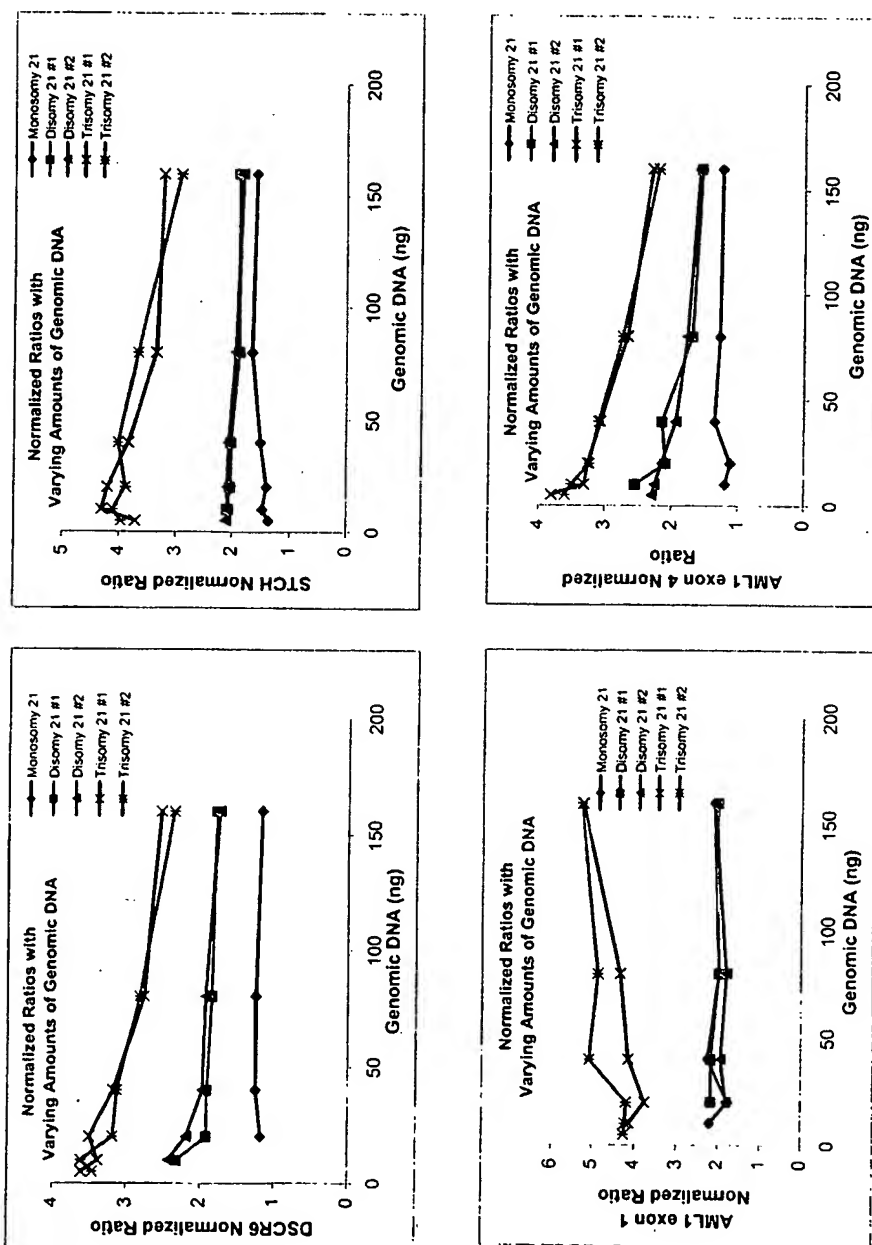 Normalized Ratios with
Varying Amounts of Genomic DNA
Monosomy 21
Disomy 21 #1
Disomy 21 #2
Trisomy 21 #1
Trisomy 21 #2
DSCR6 Normalized Ratio
4
3
2
1
0
0
50
100
150
200
Genomic DNA (ng)
Normalized Ratios with
Varying Amounts of Genomic DNA
Monosomy 21
Disomy 21 #1
Disomy 21 #2
Trisomy 21 #1
Trisomy 21 #2
STCH Normalized Ratio
5
4
3
2
1
0
0
50
100
150
200
Genomic DNA (ng)
Normalized Ratios with
Varying Amounts of Genomic DNA
Monosomy 21
Disomy 21 #1
Disomy 21 #2
Trisomy 21 #1
Trisomy 21 #2
AML1 exon 1
Normalized Ratio
6
5
4
3
2
1
0
0
50
100
150
200
Genomic DNA (ng)
Normalized Ratios with
Varying Amounts of Genomic DNA
Monosomy 21
Disomy 21 #1
Disomy 21 #2
Trisomy 21 #1
Trisomy 21 #2
AML1 exon 4 Normalized
Ratio
4
3
2
1
0
0
50
100
150
200
Genomic DNA (ng)